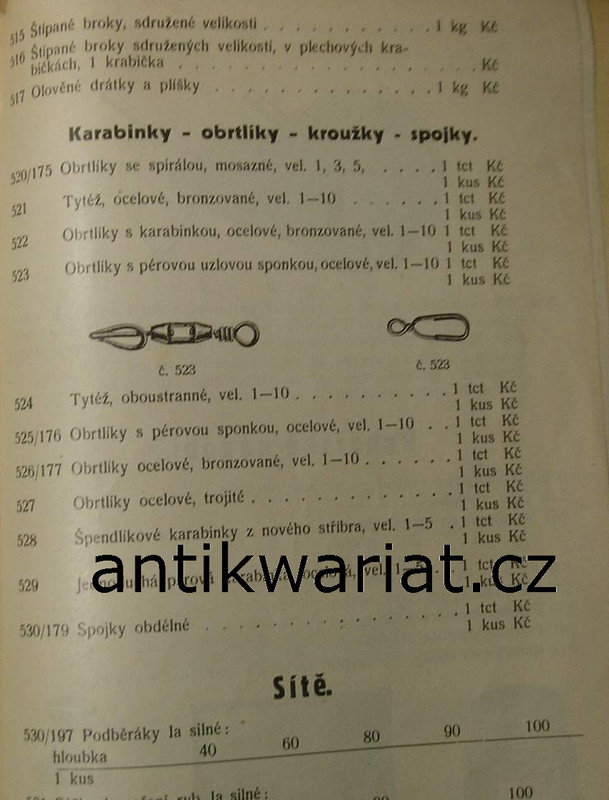 515 Štípané broky, sdružené velikosti . . . . . . . . . . 1 kg Kč
516 Štípané broky sdružených velikostí, v plechových kra-
bičkách, 1 krabička . . . . . . . . . . . . . . . . . Kč
517 Olověné drátky a plíšky . . . . . . . . . . . . 1 kg Kč
Karabinky - obrtlíky - kroužky - spojky.
520/175 Obrtlíky se spirálou, mosazné, vel. 1, 3, 5, . . . . 1 tct Kč
1 kus Kč
521 Tytéž, ocelové, bronzované, vel. 1—10 . . . . . . 1 tct Kč
1 kus Kč
522 Obrtlíky s karabinkou, ocelové, bronzované, vel. 1—10 1 tct Kč
1 kus Kč
523 Obrtlíky s pérovou uzlovou sponkou, ocelové, vel. 1—10 1 tct Kč
1 kus Kč
č. 523 č. 523
524 Tytéž, oboustranné, vel. 1—10 . . . . . . . . . . 1 tct Kč
1 kus Kč
525/176 Obrtlíky s pérovou sponkou, ocelové, vel. 1—10 . . 1 tct Kč
1 kus Kč
526/177 Obrtlíky ocelové, bronzované, vel. 1—10 . . . . . . 1 tct Kč
1 kus Kč
527 Obrtlíky ocelové, trojité . . . . . . . . . . . . . 1 tct Kč
1 kus Kč
528 Špendlíkové karabinky z nového stříbra, vel. 1—5 . 1 tct Kč
1 kus Kč
antikwariat.cz
529 vel. 1 tct Kč
1 kus Kč
1 tct Kč
530/179 Spojky obdélné . . . . . . . . . . . . . . . 1 kus Kč
Sítě.
530/197 Podběráky Ia silné:
hloubka 40 60 80 90 100
1 kus
silné: 100